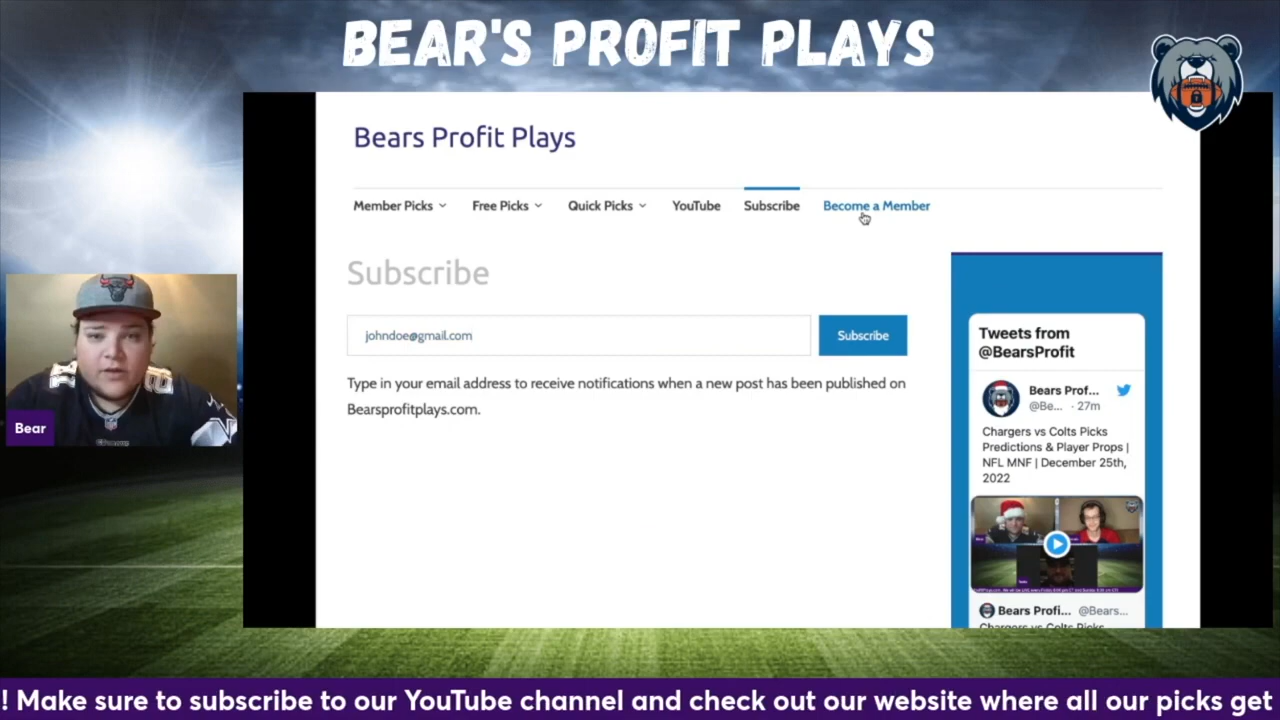 BEAR'S PROFIT PLAYS
Bears Profit Plays
Member Picks
Free Picks
Quick Picks
YouTube
Subscribe
Become a Member
Subscribe
johndoe@gmail.com
Subscribe
Type in your email address to receive notifications when a new post has been published on
Bearsprofitplays.com.
Tweets from
@BearsProfit
Bears Prof...
@Be... · 27m
Chargers vs Colts Picks
Predictions & Player Props |
NFL MNF | December 25th,
2022
Bears Profi... @Bears...
Bear
! Make sure to subscribe to our YouTube channel and check out our website where all our picks get